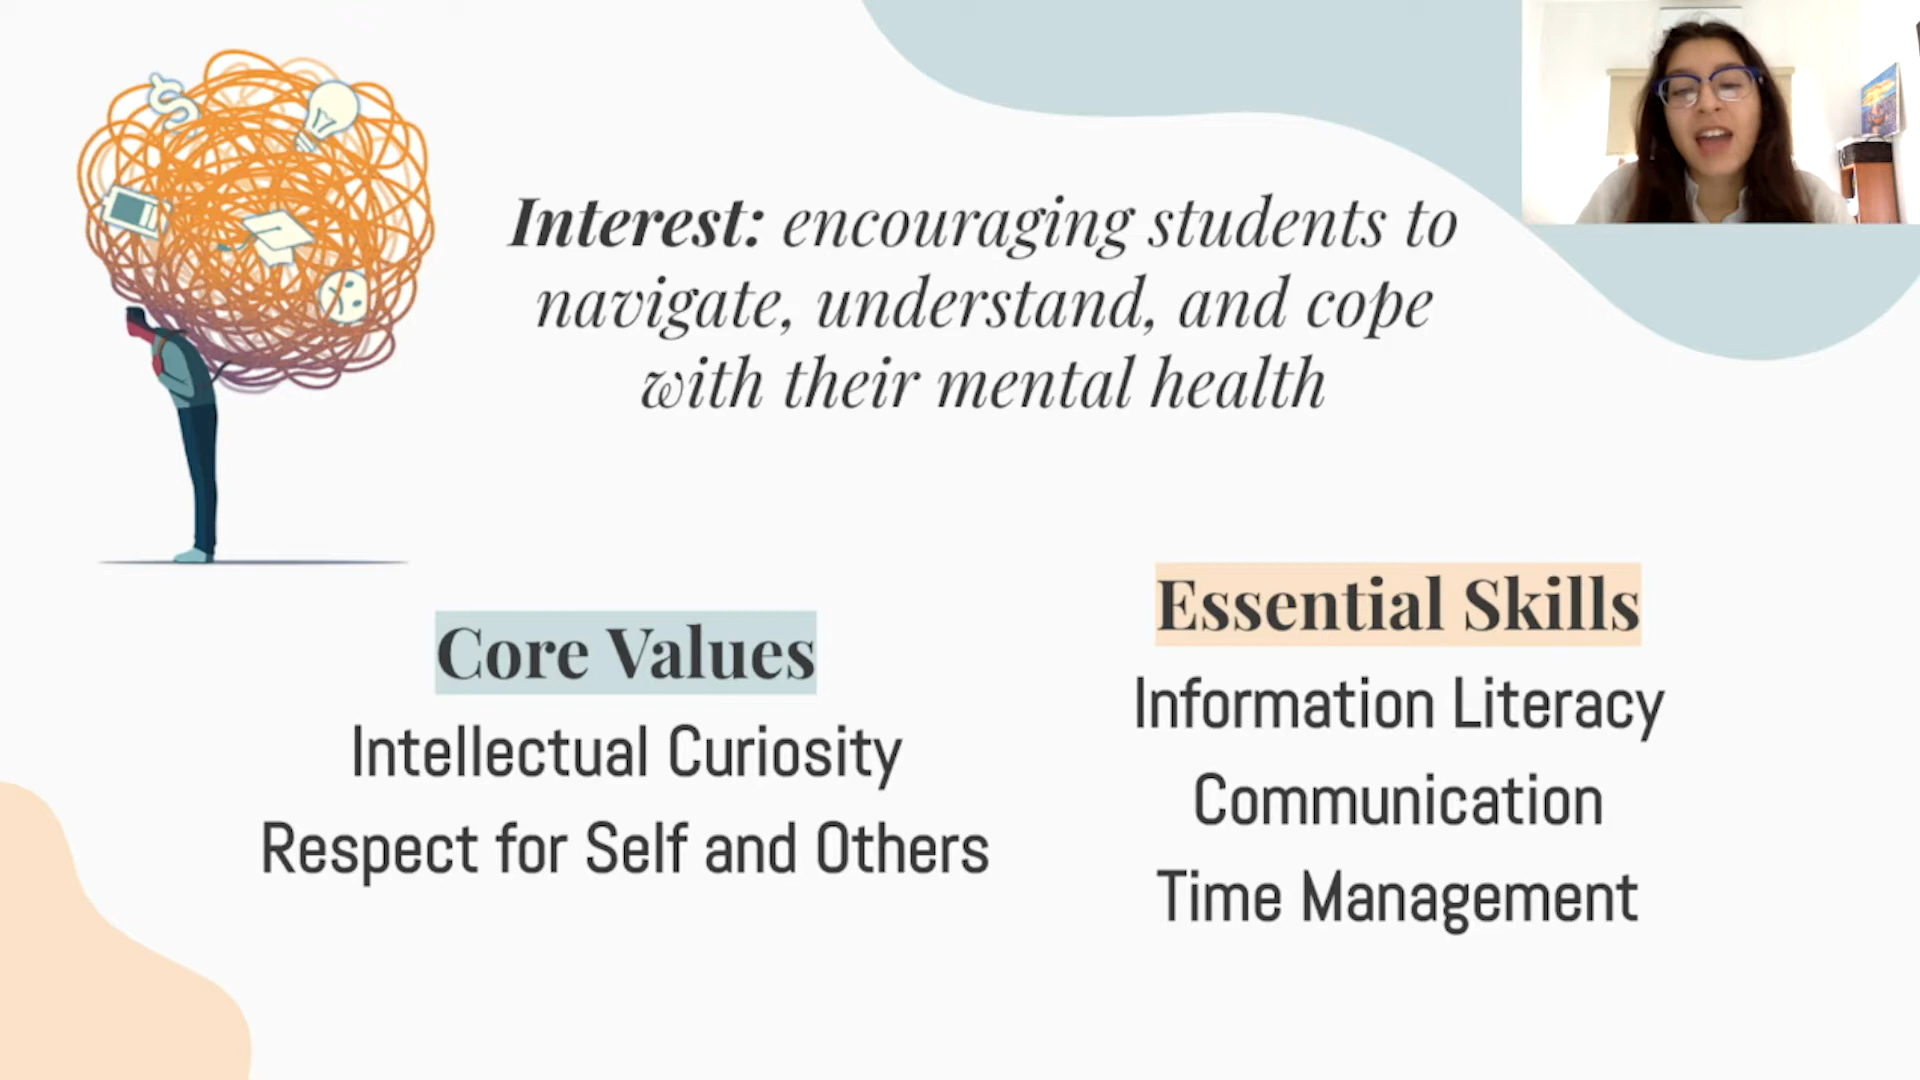 Interest: encouraging students to
navigate, understand, and cope
with their mental health
Core Values
Intellectual Curiosity
Respect for Self and Others
Essential Skills
Information Literacy
Communication
Time Management
$